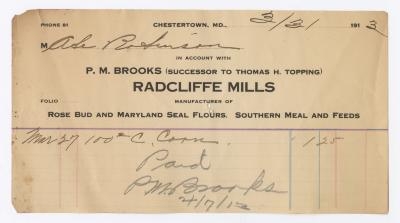 PHONE 81 CHESTERTOWN, MD., 3/31 1913
M Abe Robinson
IN ACCOUNT WITH
P. M. BROOKS (SUCCESSOR TO THOMAS H. TOPPING)
RADCLIFFE MILLS
FOLIO MANUFACTURER OF
ROSE BUD AND MARYLAND SEAL FLOURS. SOUTHERN MEAL AND FEEDS
Mar 27 100# C. Corn 1 25
Paid
P.M. Brooks
4/7/13